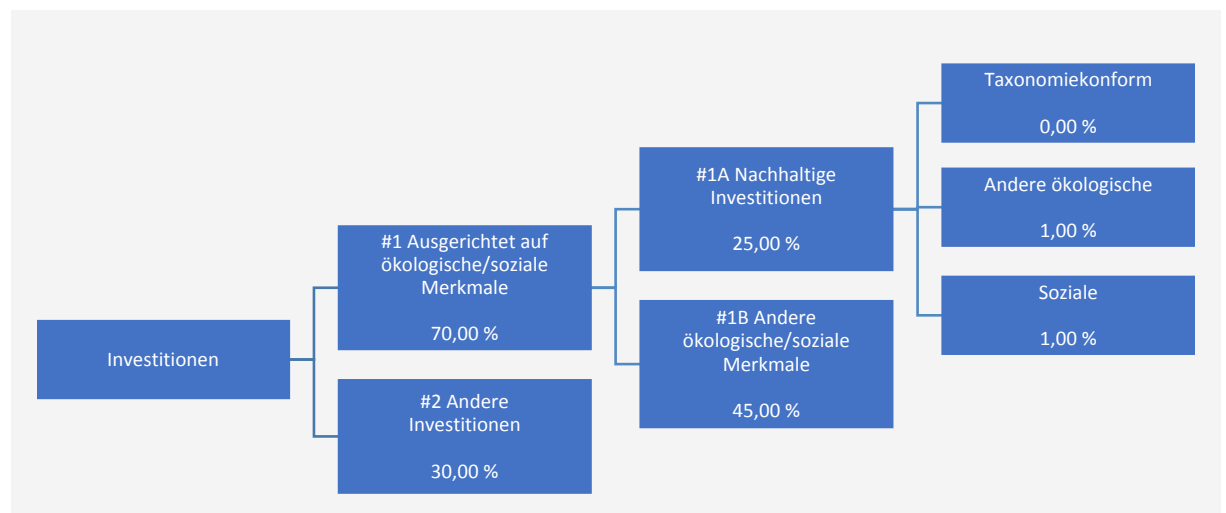 Investitionen
#1 Ausgerichtet auf
ökologische/soziale
Merkmale
70,00 %
#2 Andere
Investitionen
30,00 %
#1A Nachhaltige
Investitionen
25,00 %
#1B Andere
ökologische/soziale
Merkmale
45,00 %
Taxonomiekonform
0,00 %
Andere ökologische
1,00 %
Soziale
1,00 %